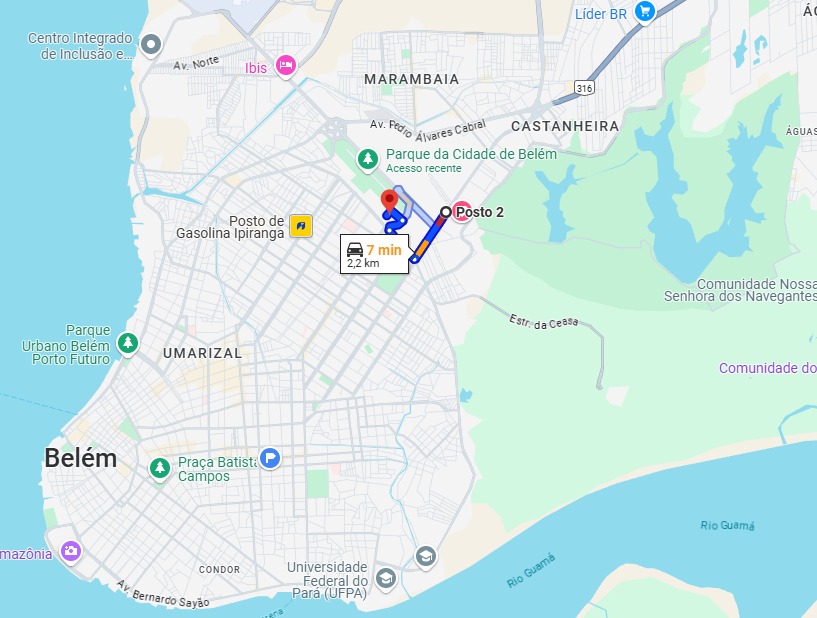 Líder BR
Centro Integrado
de Inclusão e...
Av. Norte
Ibis
MARAMBAIA
316
Av. Pedro Álvares Cabral
CASTANHEIRA
ÁGUAS
Parque da Cidade de Belém
Acesso recente
Posto 2
Posto de
Gasolina Ipiranga
7 min
2,2 km
Comunidade Nossa
Senhora dos Navegantes
Estr. da Ceasa
Parque
Urbano Belém
Porto Futuro
UMARIZAL
Comunidade do
Belém
Praça Batista
Campos
P
Rio Guamá
mazônia
CONDOR
Universidade
Federal do
Pará (UFPA)
Rio Guamá
Av. Bernardo Sayão